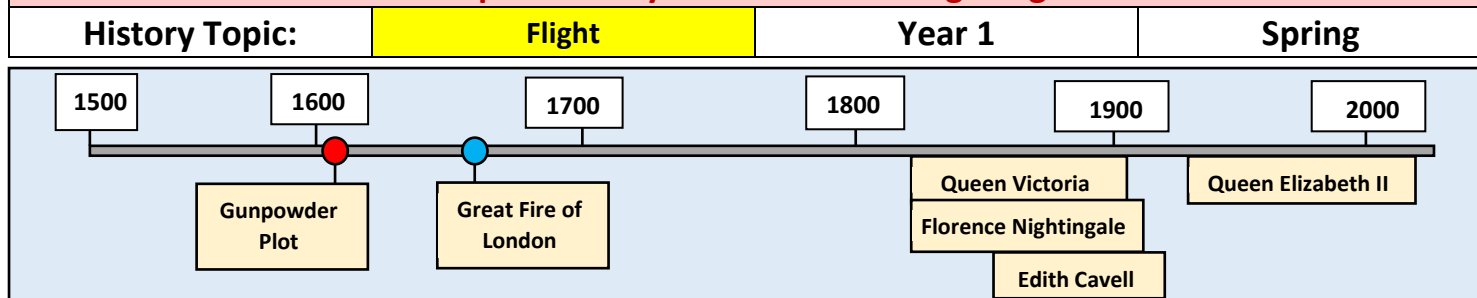 History Topic: Flight Year 1 Spring
1500 1600 1700 1800 1900 2000
Gunpowder
Plot
Great Fire of
London
Queen Victoria
Florence Nightingale
Edith Cavell
Queen Elizabeth II